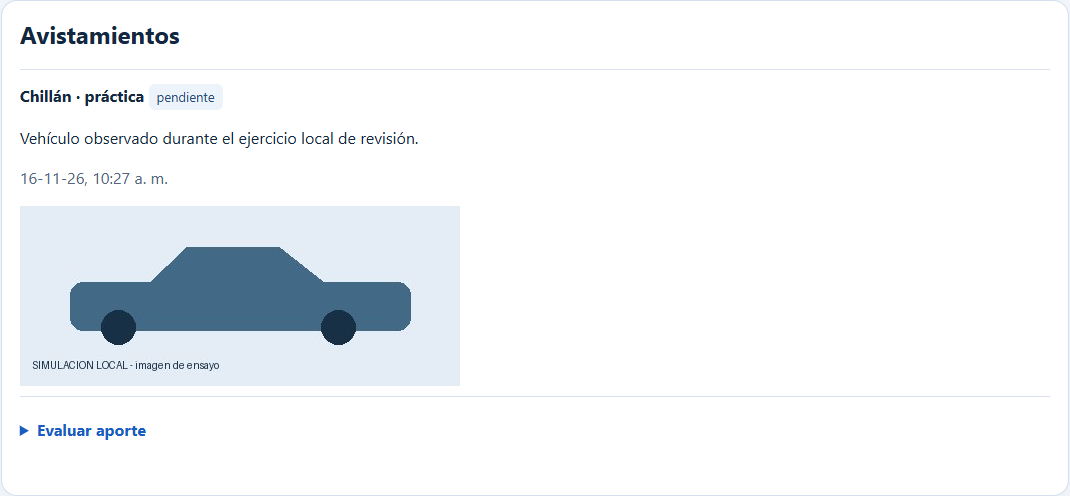 Avistamientos
Chillán · práctica pendiente
Vehículo observado durante el ejercicio local de revisión.
16-11-26, 10:27 a. m.
SIMULACION LOCAL - imagen de ensayo
Evaluar aporte